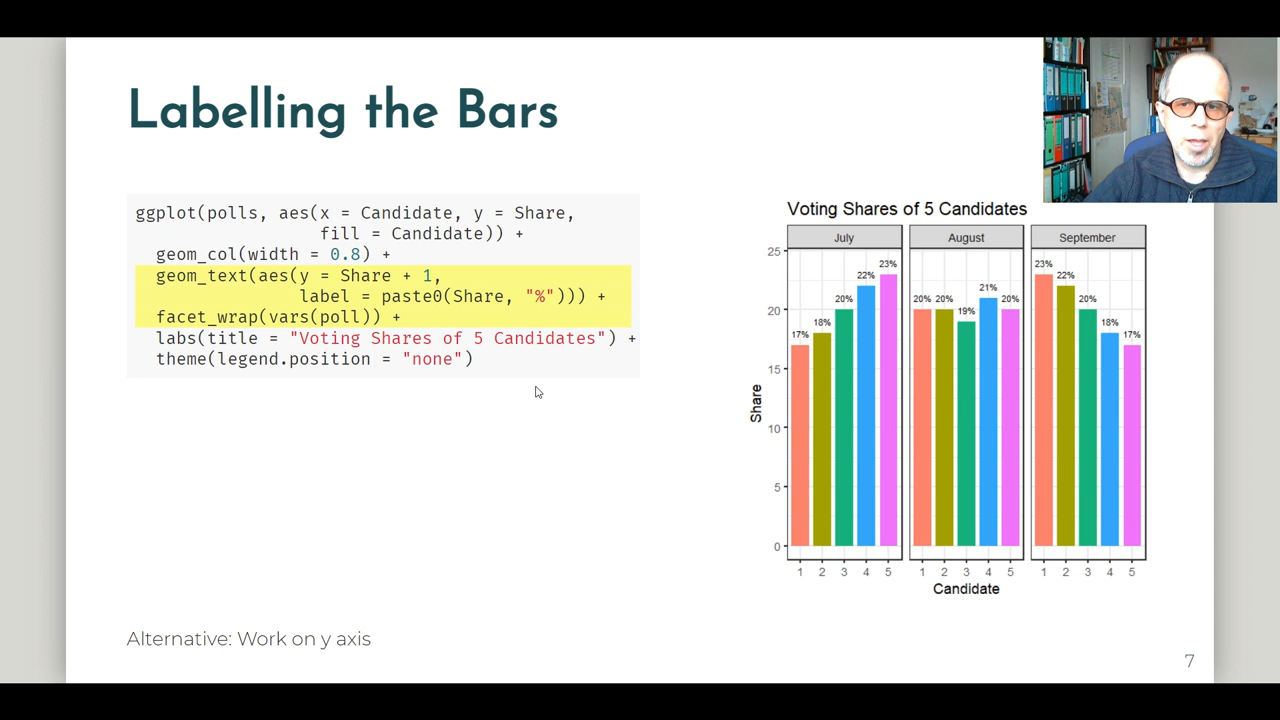 Labelling the Bars
ggplot(polls, aes(x = Candidate, y = Share,
fill = Candidate)) +
geom_col(width = 0.8) +
geom_text(aes(y = Share + 1,
label = paste0(Share, "%"))) +
facet_wrap(vars(poll)) +
labs(title = "Voting Shares of 5 Candidates") +
theme(legend.position = "none")
Voting Shares of 5 Candidates
July August September
25
20
15
10
5
0
Share
17% 18% 20% 22% 23%
20% 20% 19% 21% 20%
23% 22% 20% 18% 17%
1 2 3 4 5 1 2 3 4 5 1 2 3 4 5
Candidate
Alternative: Work on y axis
7